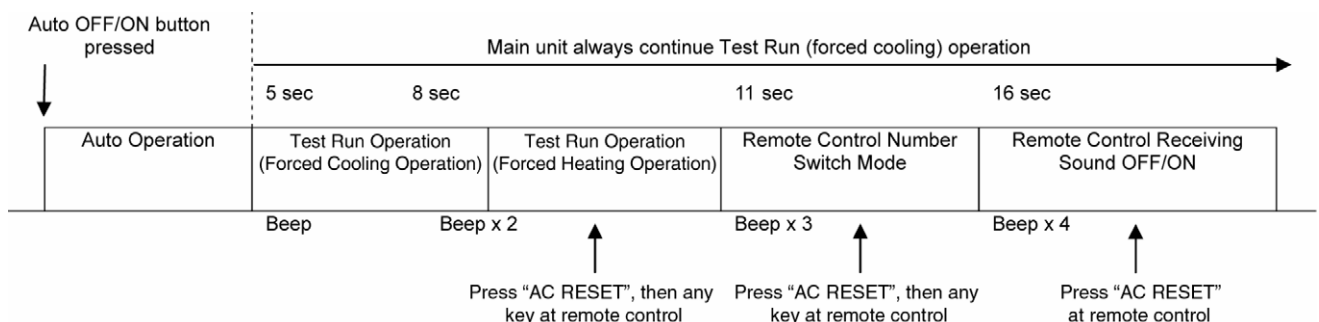 Auto OFF/ON button
pressed
Main unit always continue Test Run (forced cooling) operation
5 sec
8 sec
11 sec
16 sec
Auto Operation
Test Run Operation
(Forced Cooling Operation)
Test Run Operation
(Forced Heating Operation)
Remote Control Number
Switch Mode
Remote Control Receiving
Sound OFF/ON
Beep
Beep x 2
Beep x 3
Beep x 4
Press “AC RESET”, then any
key at remote control
Press “AC RESET”, then any
key at remote control
Press “AC RESET”
at remote control